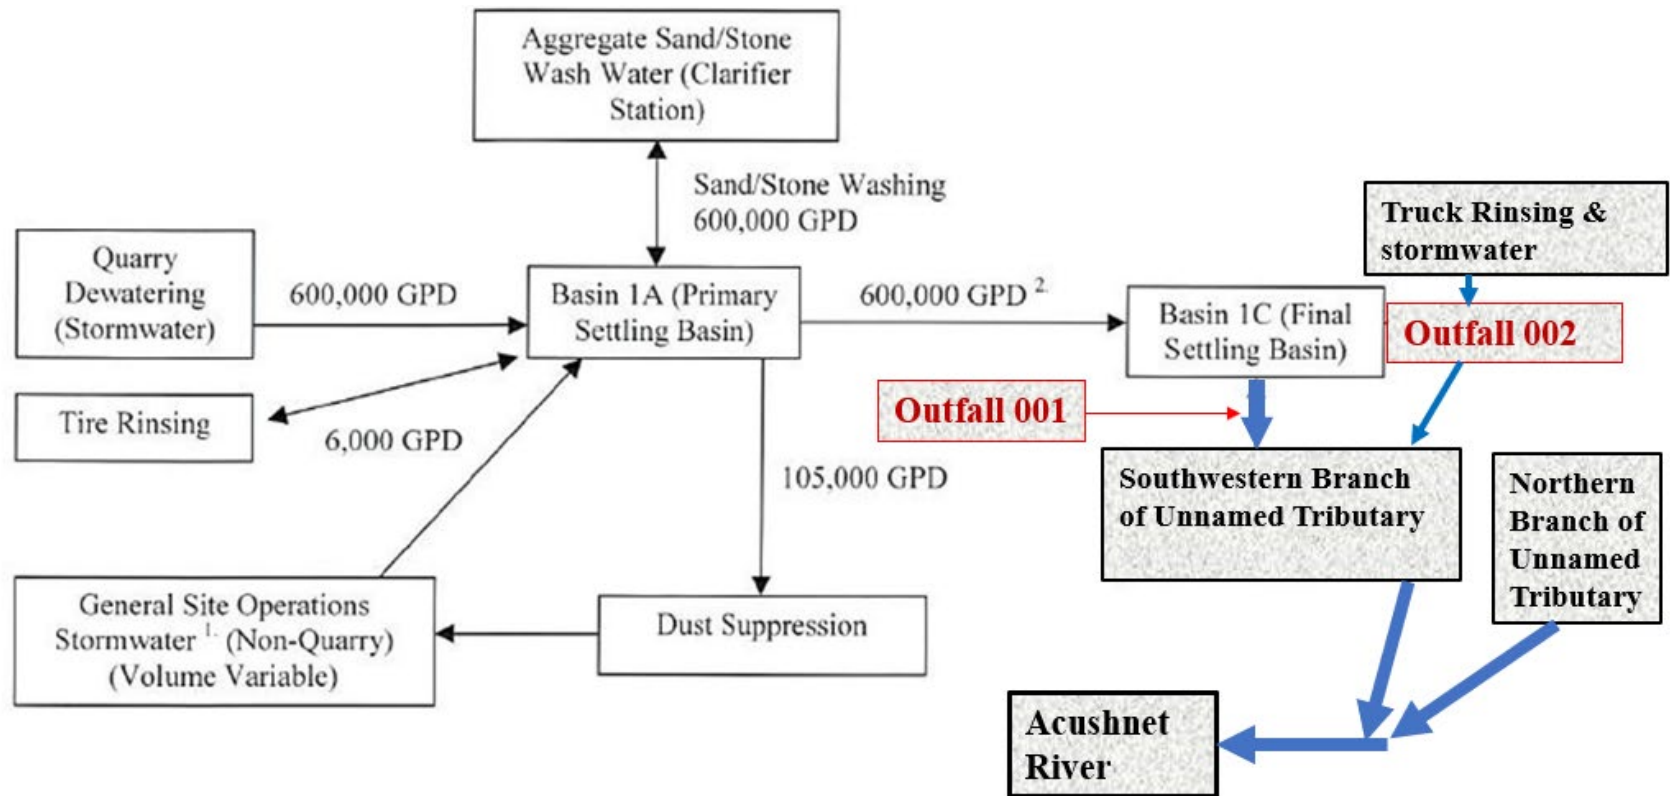 Aggregate Sand/Stone
Wash Water (Clarifier
Station)
Sand/Stone Washing
600,000 GPD
Truck Rinsing &
stormwater
Quarry
Dewatering
(Stormwater)
600,000 GPD
Basin 1A (Primary
Settling Basin)
600,000 GPD 2.
Basin 1C (Final
Settling Basin)
Outfall 002
Tire Rinsing
6,000 GPD
Outfall 001
105,000 GPD
Southwestern Branch
of Unnamed Tributary
Northern
Branch of
Unnamed
Tributary
General Site Operations
Stormwater 1. (Non-Quarry)
(Volume Variable)
Dust Suppression
Acushnet
River